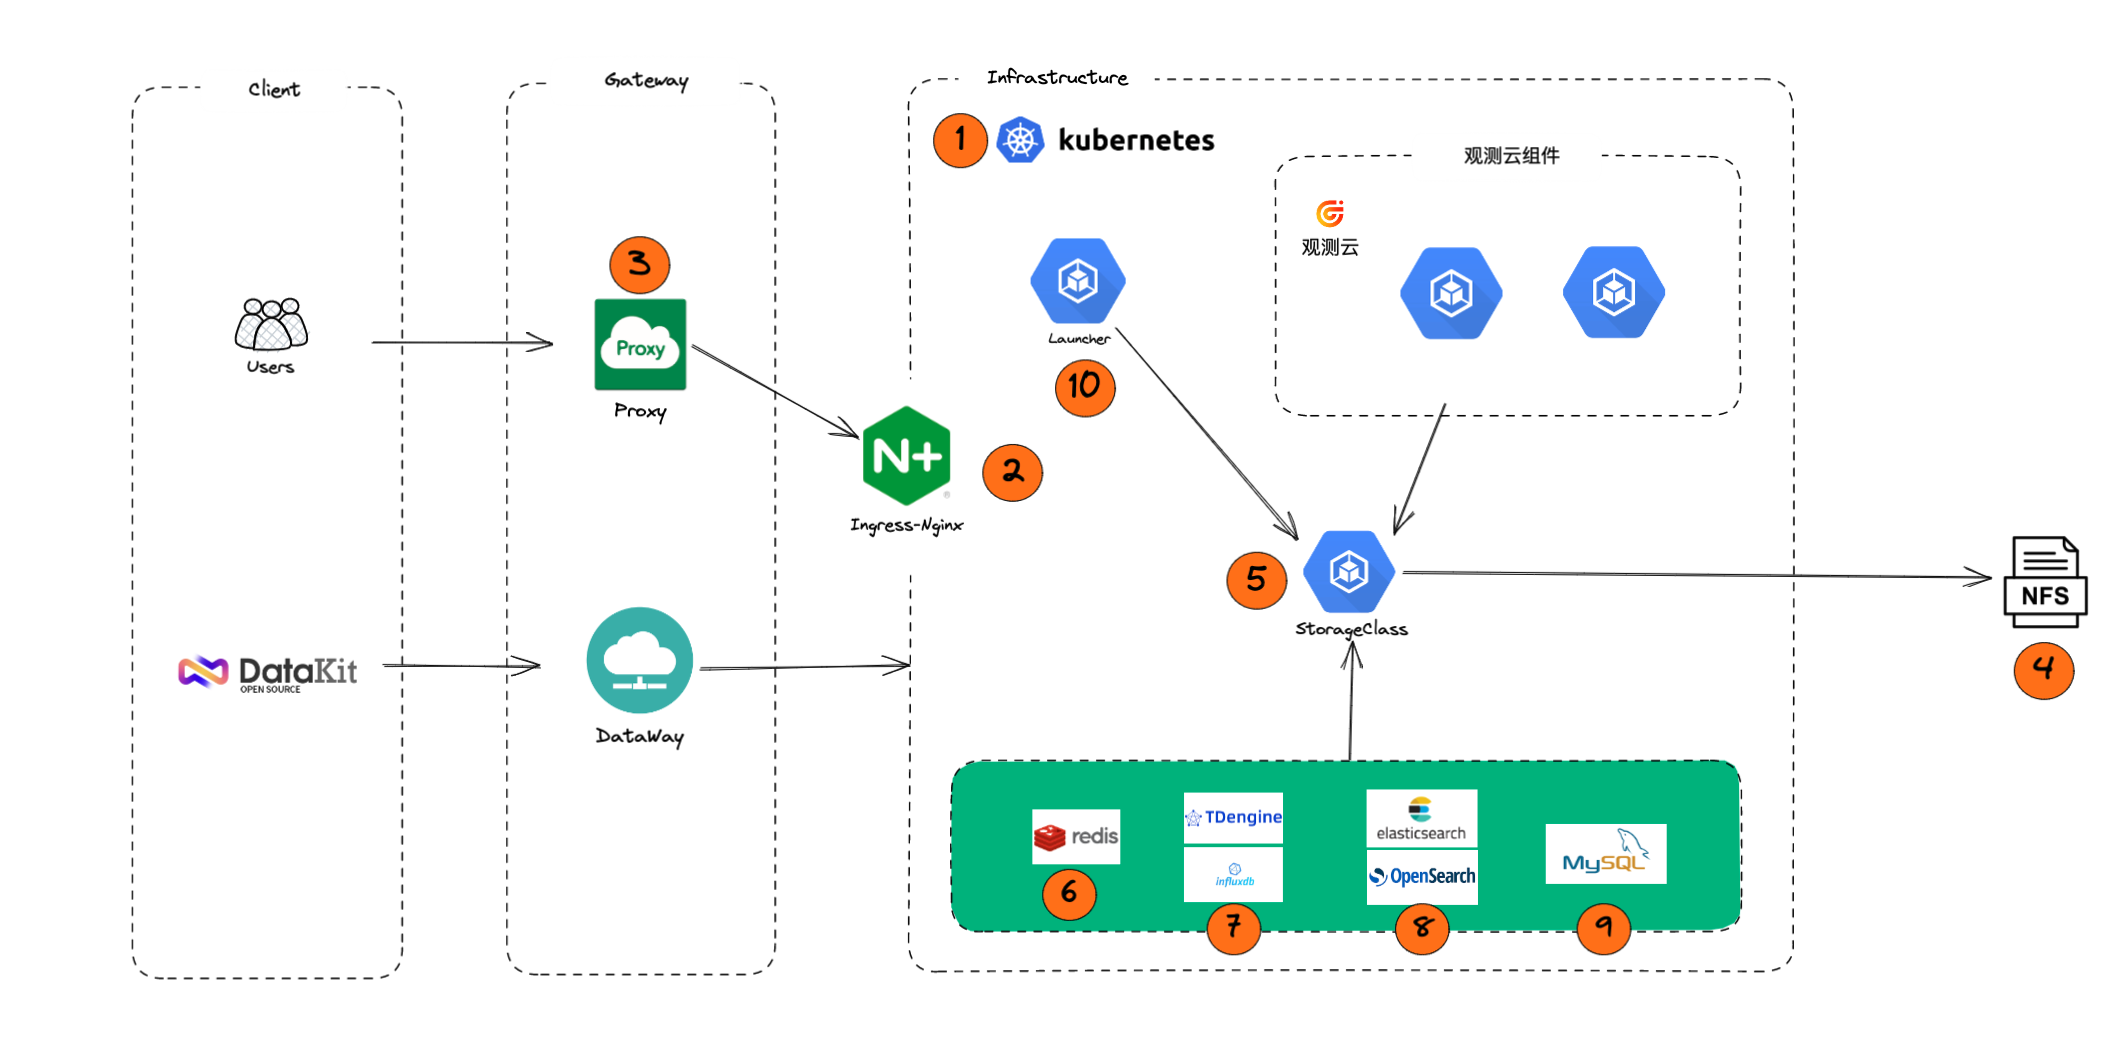 Client
Gateway
Infrastructure
1
kubernetes
观测云组件
观测云
3
Proxy
Proxy
Users
Launcher
10
N+
®
2
Ingress-Nginx
5
StorageClass
NFS
4
DataKit
OPEN SOURCE
DataWay
redis
6
TDengine
influxdb
7
elasticsearch
OpenSearch
8
MySQL
9